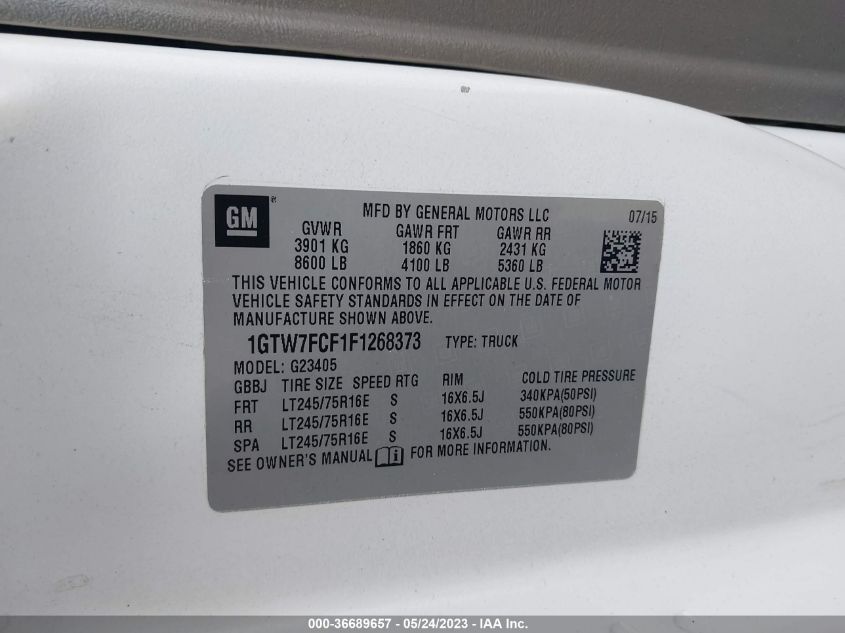 GM
MFD BY GENERAL MOTORS LLC 07/15
GVWR GAWR FRT GAWR RR
3901 KG 1860 KG 2431 KG
8600 LB 4100 LB 5360 LB
THIS VEHICLE CONFORMS TO ALL APPLICABLE U.S. FEDERAL MOTOR
VEHICLE SAFETY STANDARDS IN EFFECT ON THE DATE OF
MANUFACTURE SHOWN ABOVE.
1GTW7FCF1F1268373 TYPE: TRUCK
MODEL: G23405
GBBJ TIRE SIZE SPEED RTG RIM COLD TIRE PRESSURE
FRT LT245/75R16E S 16X6.5J 340KPA(50PSI)
RR LT245/75R16E S 16X6.5J 550KPA(80PSI)
SPA LT245/75R16E S 16X6.5J 550KPA(80PSI)
SEE OWNER'S MANUAL FOR MORE INFORMATION.
000-36689657 - 05/24/2023 - IAAI.com